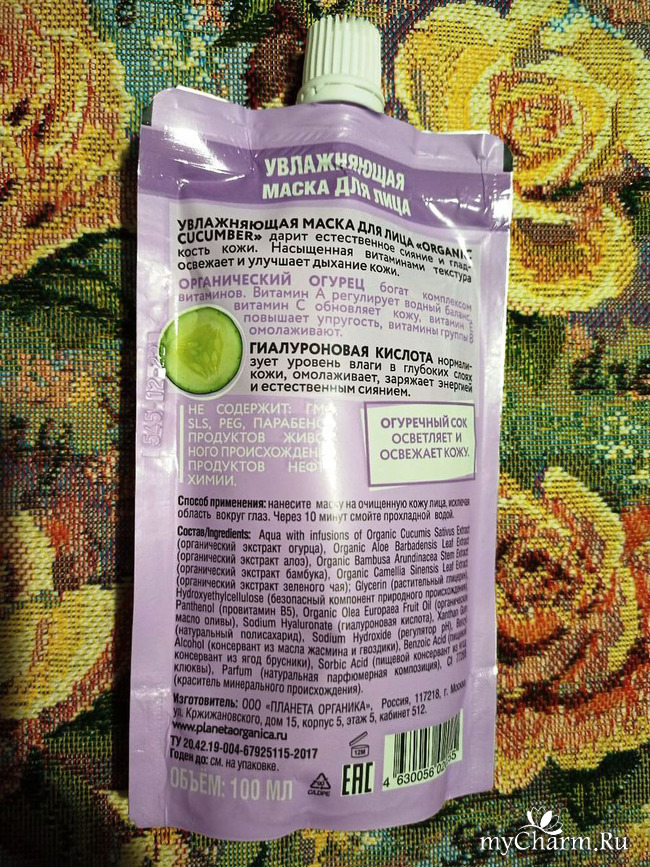 УВЛАЖНЯЮЩАЯ
МАСКА ДЛЯ ЛИЦА
УВЛАЖНЯЮЩАЯ МАСКА ДЛЯ ЛИЦА «ORGANIC
CUCUMBER» дарит естественное сияние и глад-
кость кожи. Насыщенная витаминами текстура
освежает и улучшает дыхание кожи.
ОРГАНИЧЕСКИЙ ОГУРЕЦ богат комплексом
витаминов. Витамин А регулирует водный баланс,
витамин С обновляет кожу, витамин Е
повышает упругость, витамины группы В
омолаживают.
ГИАЛУРОНОВАЯ КИСЛОТА нормали-
зует уровень влаги в глубоких слоях
кожи, омолаживает, заряжает энергией
и естественным сиянием.
НЕ СОДЕРЖИТ:
SLS, PEG,
ПРОДУКТОВ
НОГО
ПРОДУКТОВ
ХИМИИ.
ОГУРЕЧНЫЙ СОК
ОСВЕТЛЯЕТ И
ОСВЕЖАЕТ КОЖУ.
Способ применения: нанесите маску на очищенную кожу лица, исключая
область вокруг глаз. Через 10 минут смойте прохладной водой.
Состав/Ingredients: Aqua with infusions of Organic Cucumis Sativus Extract
(органический экстракт огурца), Organic Aloe Barbadensis Leaf Extract
(органический экстракт алоэ), Organic Bambusa Arundinacea Stem Extract
(органический экстракт бамбука), Organic Camellia Sinensis Leaf Extract
(органический экстракт зеленого чая); Glycerin (растительный глицерин),
Hydroxyethylcellulose (безопасный компонент природного происхождения),
Panthenol (провитамин В5), Organic Olea Europaea Fruit Oil (органическое
масло оливы), Sodium Hyaluronate (гиалуроновая кислота), Xanthan Gum
(натуральный полисахарид), Sodium Hydroxide (регулятор pH), Benzyl
Alcohol (консервант из масла жасмина и гвоздики), Benzoic Acid (пищевой
консервант из ягод брусники), Sorbic Acid (пищевой консервант из ягод
клюквы), Parfum (натуральная парфюмерная композиция), CI
(краситель минерального происхождения).
Изготовитель: ООО «ПЛАНЕТА ОРГАНИКА», Россия, 117218, г. Москва,
ул. Кржижановского, дом 15, корпус 5, этаж 5, кабинет 512.
www.planetaorganica.ru
ТУ 20.42.19-004-67925115-2017
Годен до: см. на упаковке.
ОБЪЕМ: 100 МЛ
C/LDPE
EAC
12M
4 630056
myCharm.Ru